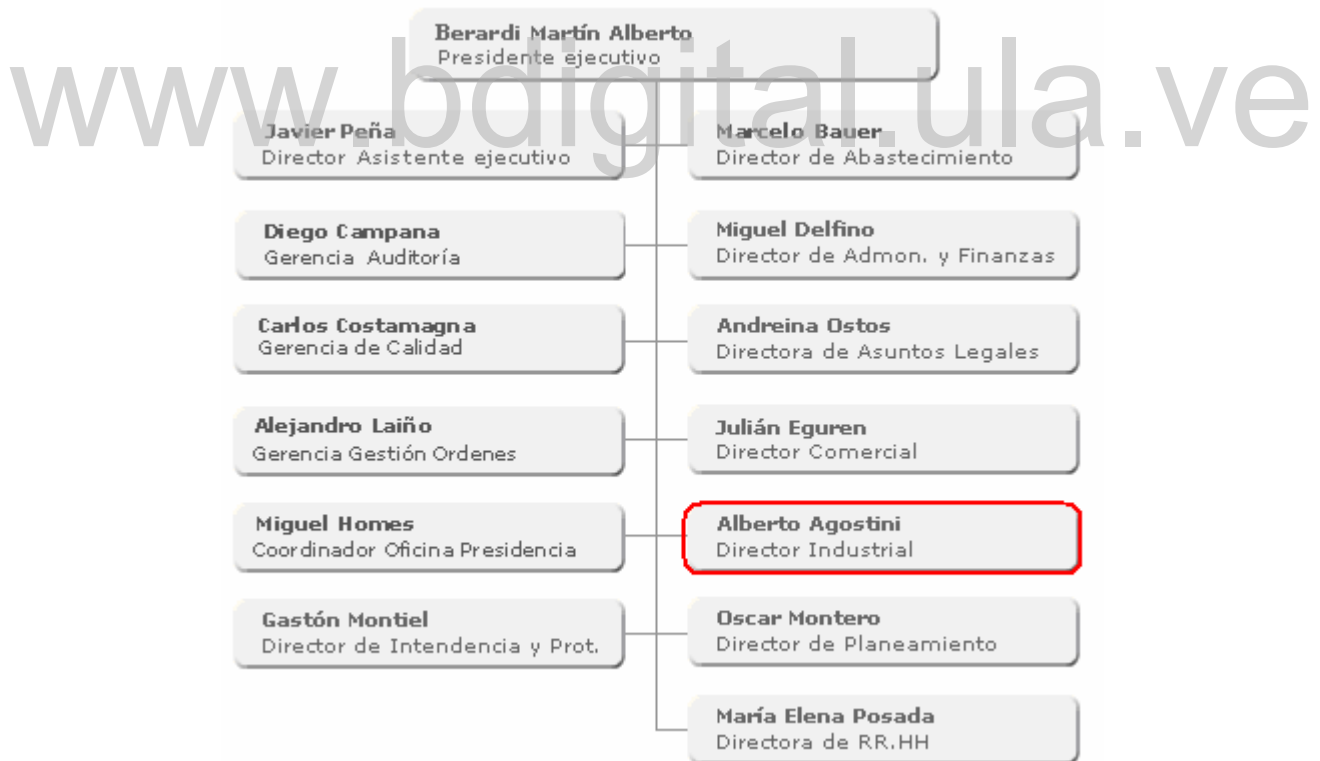 Berardi Martín Alberto
Presidente ejecutivo
www.bdigital.ula.ve
Javier Peña
Director Asistente ejecutivo
Marcelo Bauer
Director de Abastecimiento
Diego Campana
Gerencia Auditoría
Miguel Delfino
Director de Admon. y Finanzas
Carlos Costamagna
Gerencia de Calidad
Andreina Ostos
Directora de Asuntos Legales
Alejandro Laiño
Gerencia Gestión Ordenes
Julián Eguren
Director Comercial
Miguel Homes
Coordinador Oficina Presidencia
Alberto Agostini
Director Industrial
Gastón Montiel
Director de Intendencia y Prot.
Oscar Montero
Director de Planeamiento
María Elena Posada
Directora de RR.HH